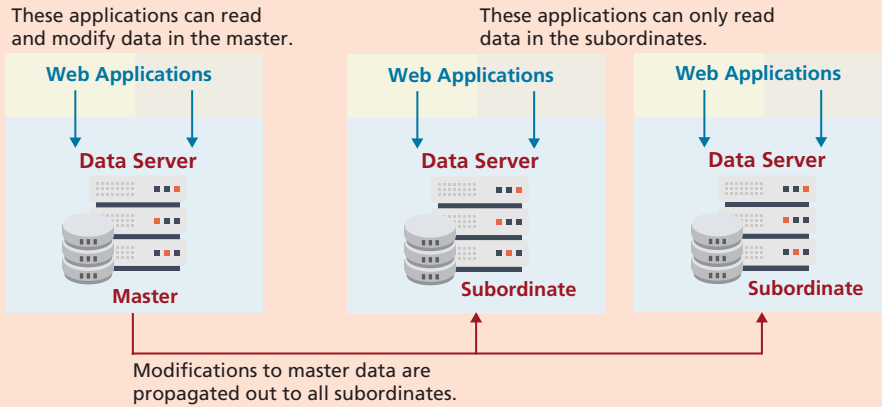 These applications can read
and modify data in the master.
These applications can only read
data in the subordinates.
Web Applications
Web Applications
Web Applications
Data Server
Data Server
Data Server
Master
Subordinate
Subordinate
Modifications to master data are
propagated out to all subordinates.